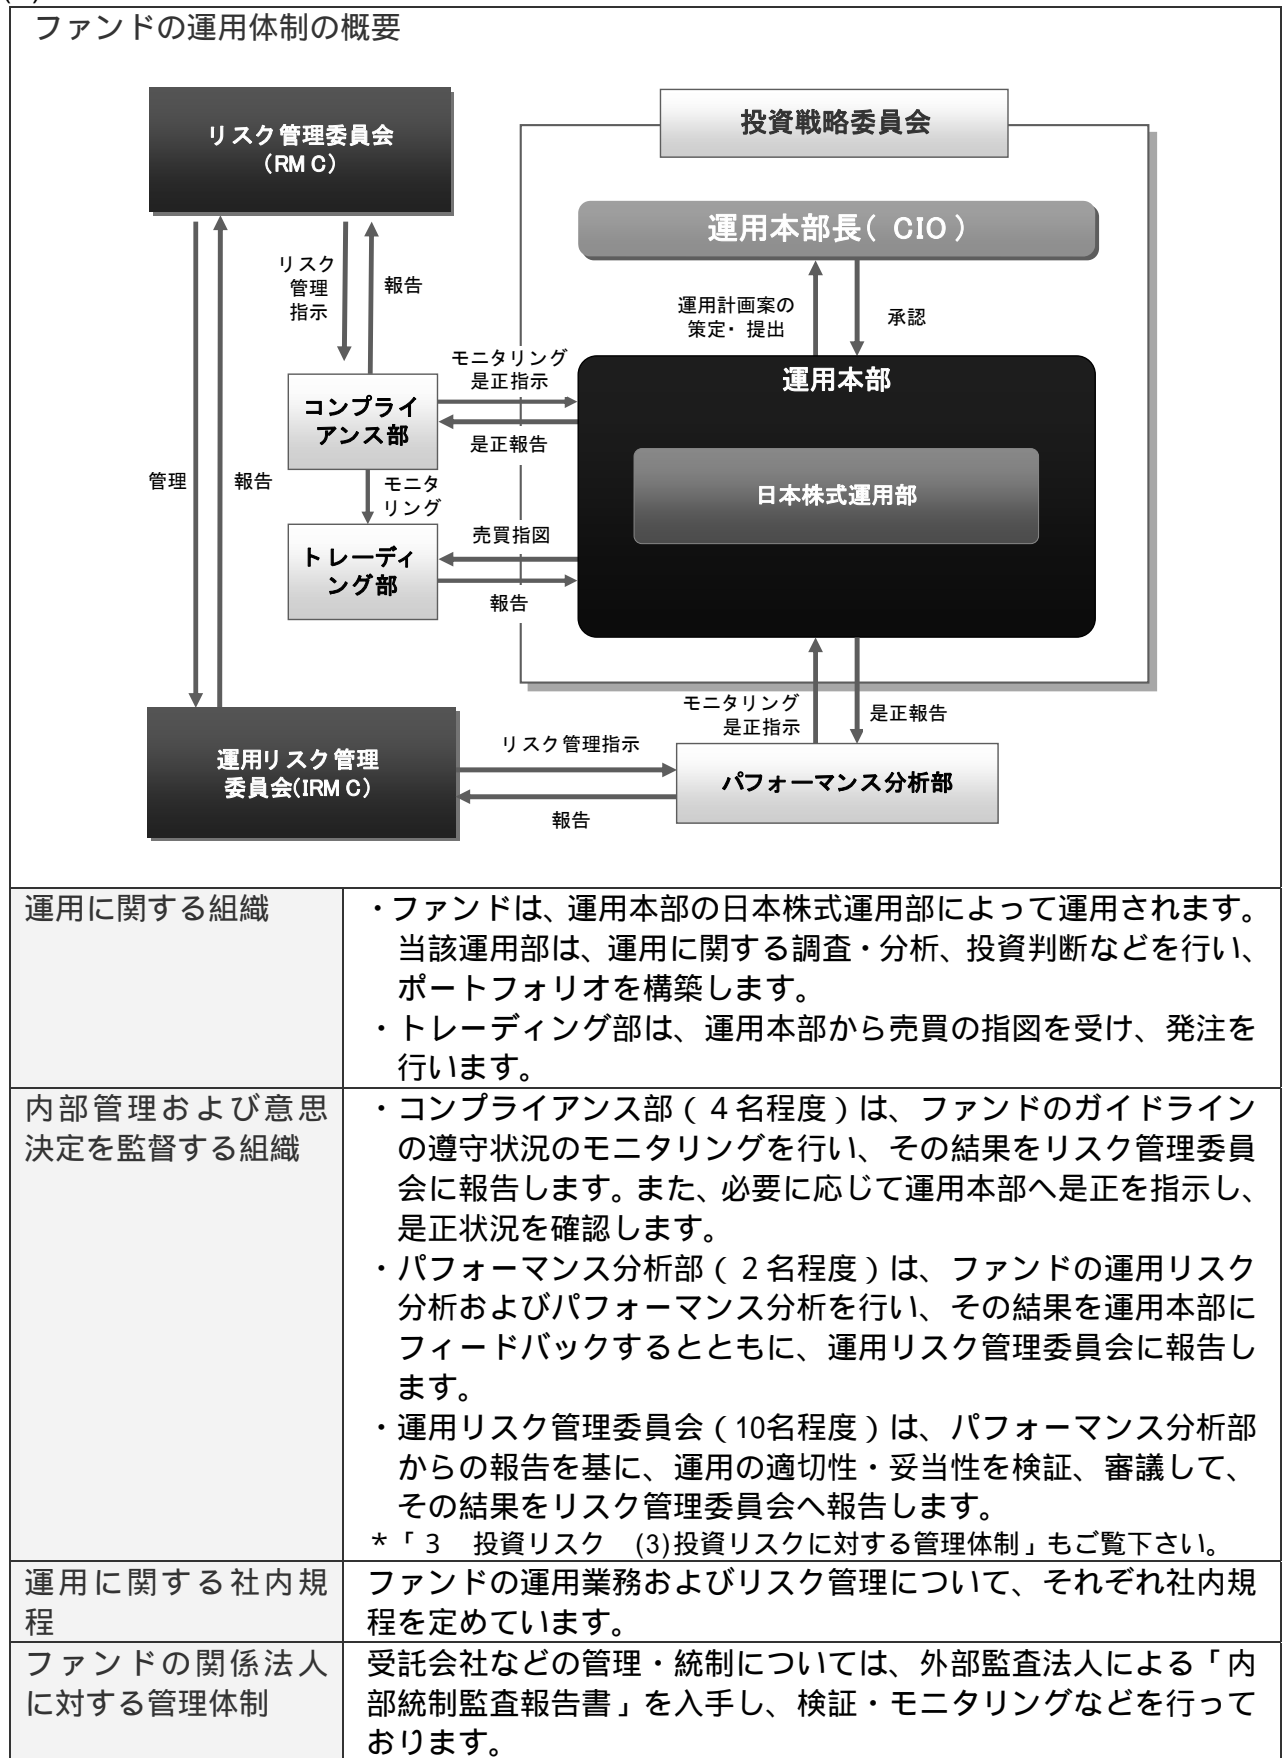 ファンドの運用体制の概要
リスク管理委員会
(RMC)
投資戦略委員会
運用本部長(CIO)
リスク
管理
指示
報告
運用計画案の
策定・提出
承認
モニタリング
是正指示
運用本部
コンプライ
アンス部
是正報告
管理
報告
モニタ
リング
日本株式運用部
売買指図
トレーディ
ング部
報告
モニタリング
是正指示
是正報告
運用リスク管理
委員会(IRMC)
リスク管理指示
パフォーマンス分析部
報告
運用に関する組織
・ファンドは、運用本部の日本株式運用部によって運用されます。
当該運用部は、運用に関する調査・分析、投資判断などを行い、
ポートフォリオを構築します。
・トレーディング部は、運用本部から売買の指図を受け、発注を
行います。
内部管理および意思
決定を監督する組織
・コンプライアンス部(4名程度)は、ファンドのガイドライン
の遵守状況のモニタリングを行い、その結果をリスク管理委員
会に報告します。また、必要に応じて運用本部へ是正を指示し、
是正状況を確認します。
・パフォーマンス分析部(2名程度)は、ファンドの運用リスク
分析およびパフォーマンス分析を行い、その結果を運用本部に
フィードバックするとともに、運用リスク管理委員会に報告し
ます。
・運用リスク管理委員会(10名程度)は、パフォーマンス分析部
からの報告を基に、運用の適切性・妥当性を検証、審議して、
その結果をリスク管理委員会へ報告します。
*「3 投資リスク (3)投資リスクに対する管理体制」もご覧下さい。
運用に関する社内規
程
ファンドの運用業務およびリスク管理について、それぞれ社内規
程を定めています。
ファンドの関係法人
に対する管理体制
受託会社などの管理・統制については、外部監査法人による「内
部統制監査報告書」を入手し、検証・モニタリングなどを行って
おります。